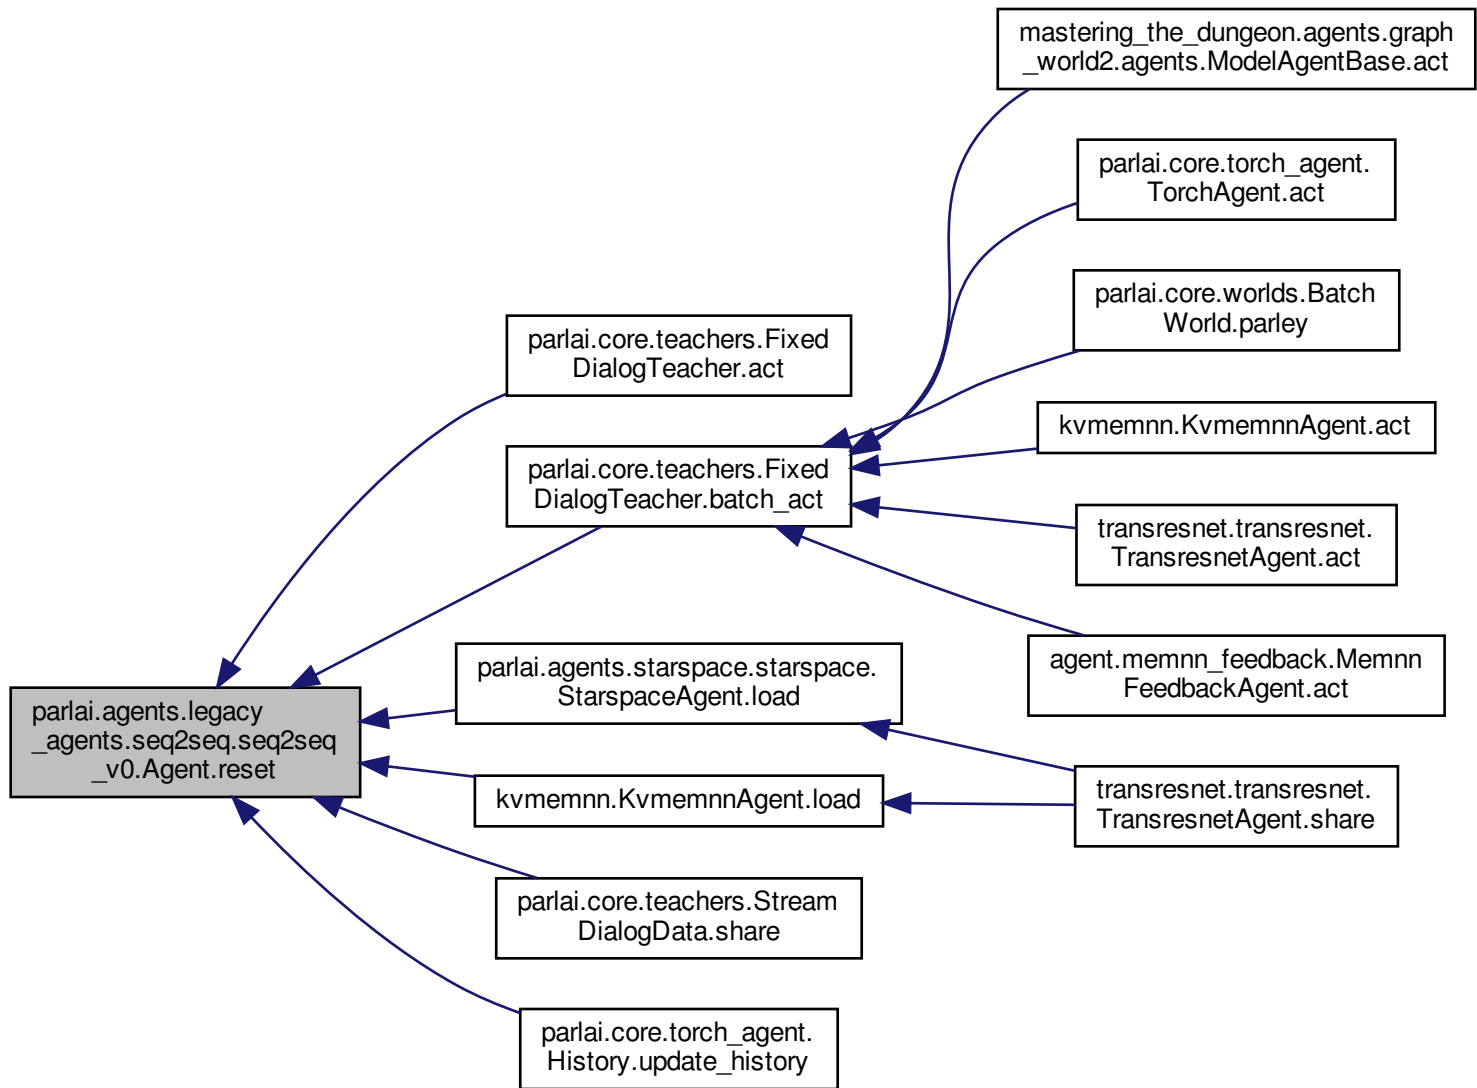 mastering_the_dungeon.agents.graph
_world2.agents.ModelAgentBase.act
parlai.core.torch_agent.
TorchAgent.act
parlai.core.worlds.Batch
World.parley
parlai.core.teachers.Fixed
DialogTeacher.act
kvmemnn.KvmemnnAgent.act
parlai.core.teachers.Fixed
DialogTeacher.batch_act
transresnet.transresnet.
TransresnetAgent.act
agent.memnn_feedback.Memnn
FeedbackAgent.act
parlai.agents.starspace.starspace.
StarspaceAgent.load
parlai.agents.legacy
_agents.seq2seq.seq2seq
_v0.Agent.reset
kvmemnn.KvmemnnAgent.load
transresnet.transresnet.
TransresnetAgent.share
parlai.core.teachers.Stream
DialogData.share
parlai.core.torch_agent.
History.update_history